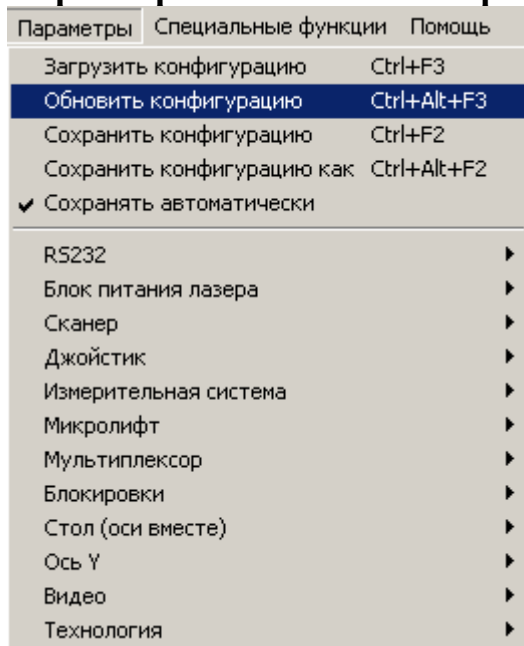 Параметры Специальные функции Помощь
Загрузить конфигурацию Ctrl+F3
Обновить конфигурацию Ctrl+Alt+F3
Сохранить конфигурацию Ctrl+F2
Сохранить конфигурацию как Ctrl+Alt+F2
Сохранять автоматически
RS232
Блок питания лазера
Сканер
Джойстик
Измерительная система
Микролифт
Мультиплексор
Блокировки
Стол (оси вместе)
Ось Y
Видео
Технология